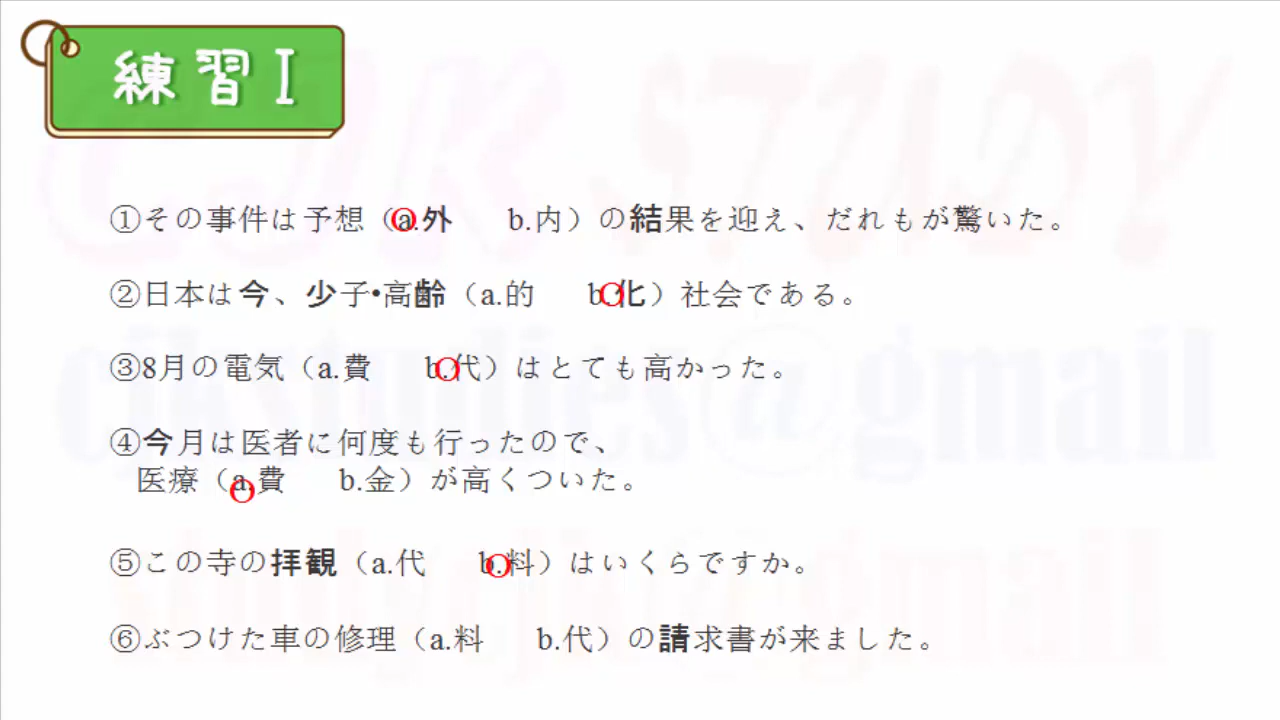 練習I
①その事件は予想（a.外 b.内）の結果を迎え、だれもが驚いた。
②日本は今、少子•高齢（a.的 b.化）社会である。
③8月の電気（a.費 b.代）はとても高かった。
④今月は医者に何度も行ったので、
医療（a.費 b.金）が高くついた。
⑤この寺の拝観（a.代 b.料）はいくらですか。
⑥ぶつけた車の修理（a.料 b.代）の請求書が来ました。
CJK STUDY
cjkstudies@gmail